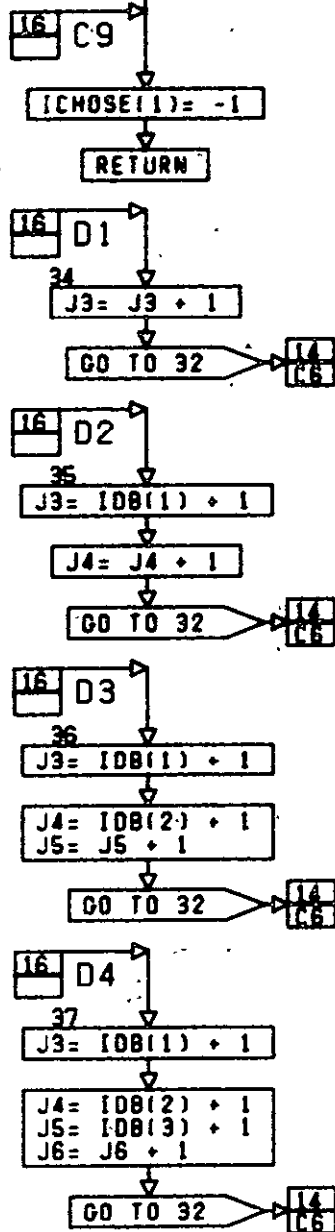 16 C9
ICHOSE(1)= -1
RETURN
16 D1
34
J3= J3 + 1
GO TO 32
14
C6
16 D2
35
J3= IDB(1) + 1
J4= J4 + 1
GO TO 32
14
C6
16 D3
36
J3= IDB(1) + 1
J4= IDB(2) + 1
J5= J5 + 1
GO TO 32
14
C6
16 D4
37
J3= IDB(1) + 1
J4= IDB(2) + 1
J5= IDB(3) + 1
J6= J6 + 1
GO TO 32
14
C6